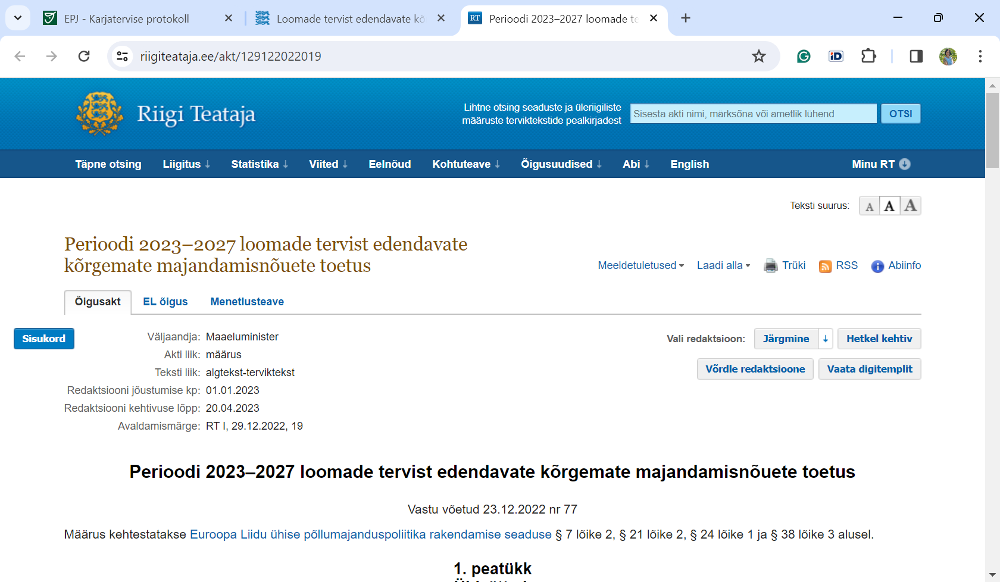 EPJ - Karjatervise protokoll
Loomade tervist edendavate kõ
Perioodi 2023–2027 loomade te
riigiteataja.ee/akt/129122022019
Riigi Teataja
Lihtne otsing seaduste ja üleriigiliste
määruste terviktekstide pealkirjadest
Sisesta akti nimi, märksõna või ametlik lühend
OTSI
Täpne otsing Liigitus Statistika Viited Eelnõud Kohtuteave Õigusuudised Abi English Minu RT
Teksti suurus: A A A
Perioodi 2023–2027 loomade tervist edendavate
kõrgemate majandamisnõuete toetus
Meeldetuletused Laadi alla Trüki RSS Abiinfo
Õigusakt EL õigus Menetlusteave
Sisukord
Väljaandja: Maaeluminister
Akti liik: määrus
Teksti liik: algtekst-terviktekst
Redaktsiooni jõustumise kp: 01.01.2023
Redaktsiooni kehtivuse lõpp: 20.04.2023
Avaldamismärge: RT I, 29.12.2022, 19
Vali redaktsioon: Järgmine Hetkel kehtiv
Võrdle redaktsioone Vaata digitemplit
Perioodi 2023–2027 loomade tervist edendavate kõrgemate majandamisnõuete toetus
Vastu võetud 23.12.2022 nr 77
Määrus kehtestatakse Euroopa Liidu ühise põllumajanduspoliitika rakendamise seaduse § 7 lõike 2, § 21 lõike 2, § 24 lõike 1 ja § 38 lõike 3 alusel.
1. peatükk